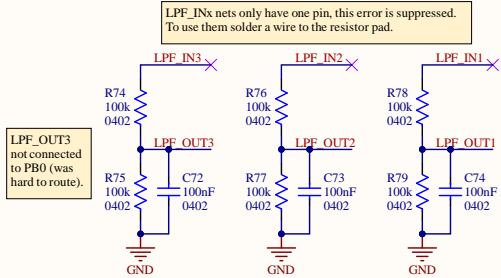 LPF_INx nets only have one pin, this error is suppressed.
To use them solder a wire to the resistor pad.
LPF_IN3
LPF_IN2
LPF_IN1
R74
100k
0402
R76
100k
0402
R78
100k
0402
LPF_OUT3
not connected
to PB0 (was
hard to route).
LPF_OUT3
LPF_OUT2
LPF_OUT1
R75
100k
0402
C72
100nF
0402
R77
100k
0402
C73
100nF
0402
R79
100k
0402
C74
100nF
0402
GND
GND
GND